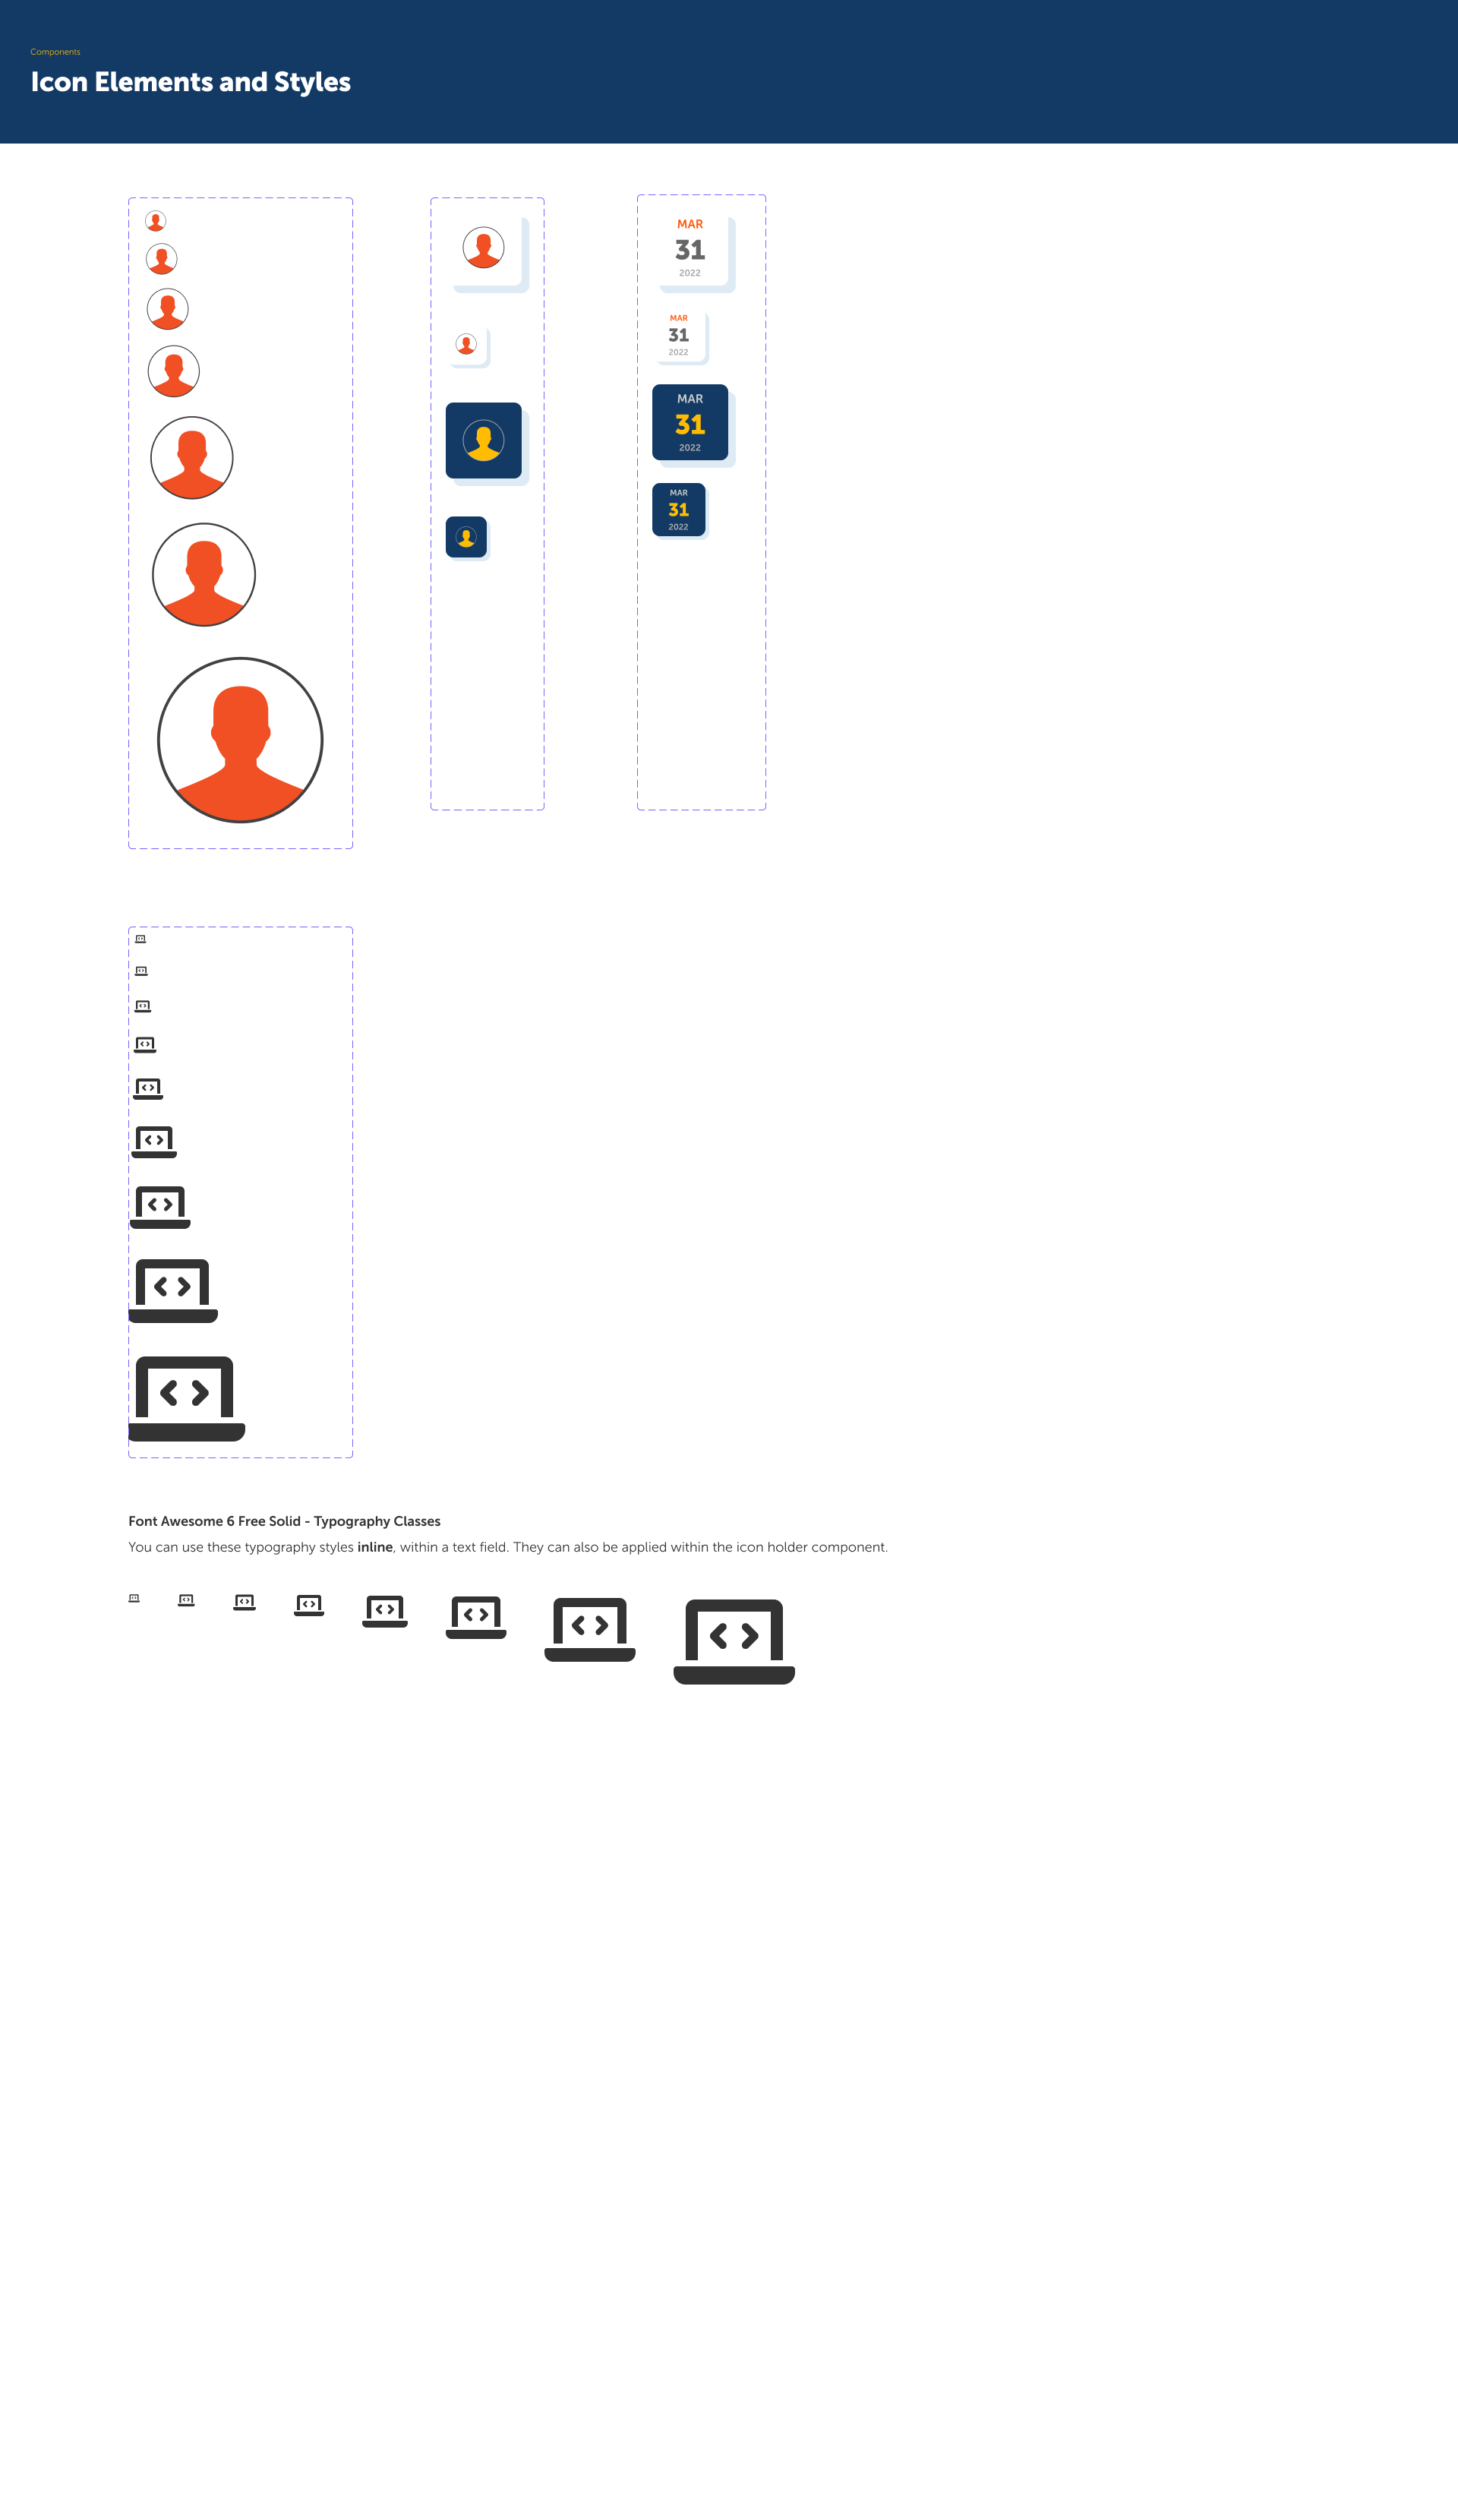 Components
Icon Elements and Styles
MAR
31
2022
MAR
31
2022
MAR
31
2022
MAR
31
2022
Font Awesome 6 Free Solid - Typography Classes
You can use these typography styles inline, within a text field. They can also be applied within the icon holder component.